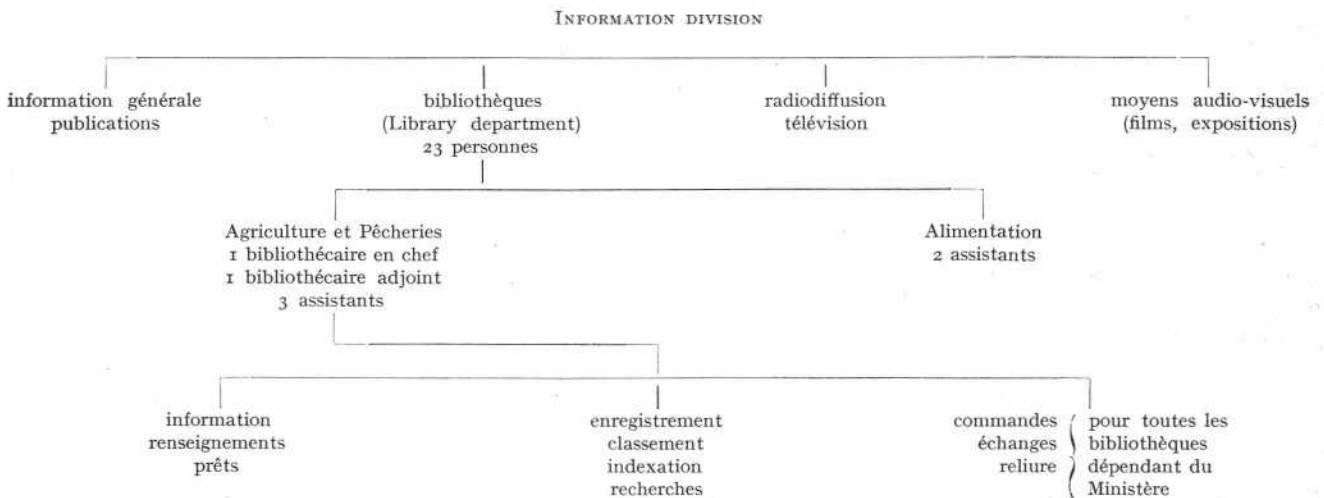 INFORMATION DIVISION
information générale
publications
bibliothèques
(Library department)
23 personnes
radiodiffusion
télévision
moyens audio-visuels
(films, expositions)
Agriculture et Pêcheries
1 bibliothécaire en chef
1 bibliothécaire adjoint
3 assistants
Alimentation
2 assistants
information
renseignements
prêts
enregistrement
classement
indexation
recherches
commandes
échanges
reliure
pour toutes les
bibliothèques
dépendant du
Ministère